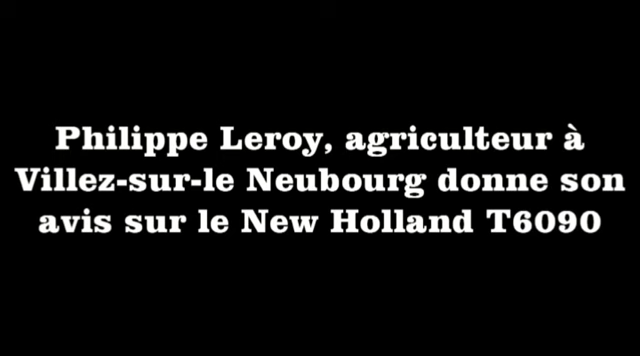 Philippe Leroy, agriculteur à
Villez-sur-le Neubourg donne son
avis sur le New Holland T6090